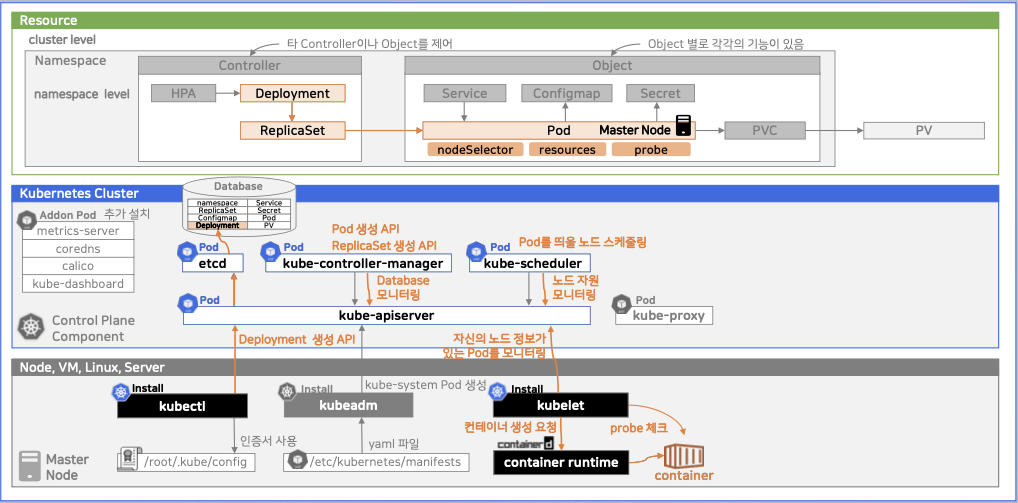 Resource
cluster level
타 Controller이나 Object를 제어
Object 별로 각각의 기능이 있음
Namespace
Controller
Object
namespace level
HPA
Deployment
Service
Configmap
Secret
ReplicaSet
Pod
Master Node
PVC
PV
nodeSelector
resources
probe
Kubernetes Cluster
Database
namespace
Service
ReplicaSet
Secret
Configmap
Pod
Deployment
PV
Addon Pod 추가 설치
metrics-server
coredns
calico
kube-dashboard
Pod 생성 API
ReplicaSet 생성 API
Pod를 띄울 노드 스케줄링
Pod
etcd
Pod
kube-controller-manager
Pod
kube-scheduler
Database
모니터링
노드 자원
모니터링
Pod
kube-apiserver
Pod
kube-proxy
Control Plane
Component
Deployment 생성 API
자신의 노드 정보가
있는 Pod를 모니터링
Node, VM, Linux, Server
Install
kubectl
Install
kubeadm
kube-system Pod 생성
Install
kubelet
인증서 사용
yaml 파일
컨테이너 생성 요청
probe 체크
containerd
/root/.kube/config
/etc/kubernetes/manifests
container runtime
container
Master
Node